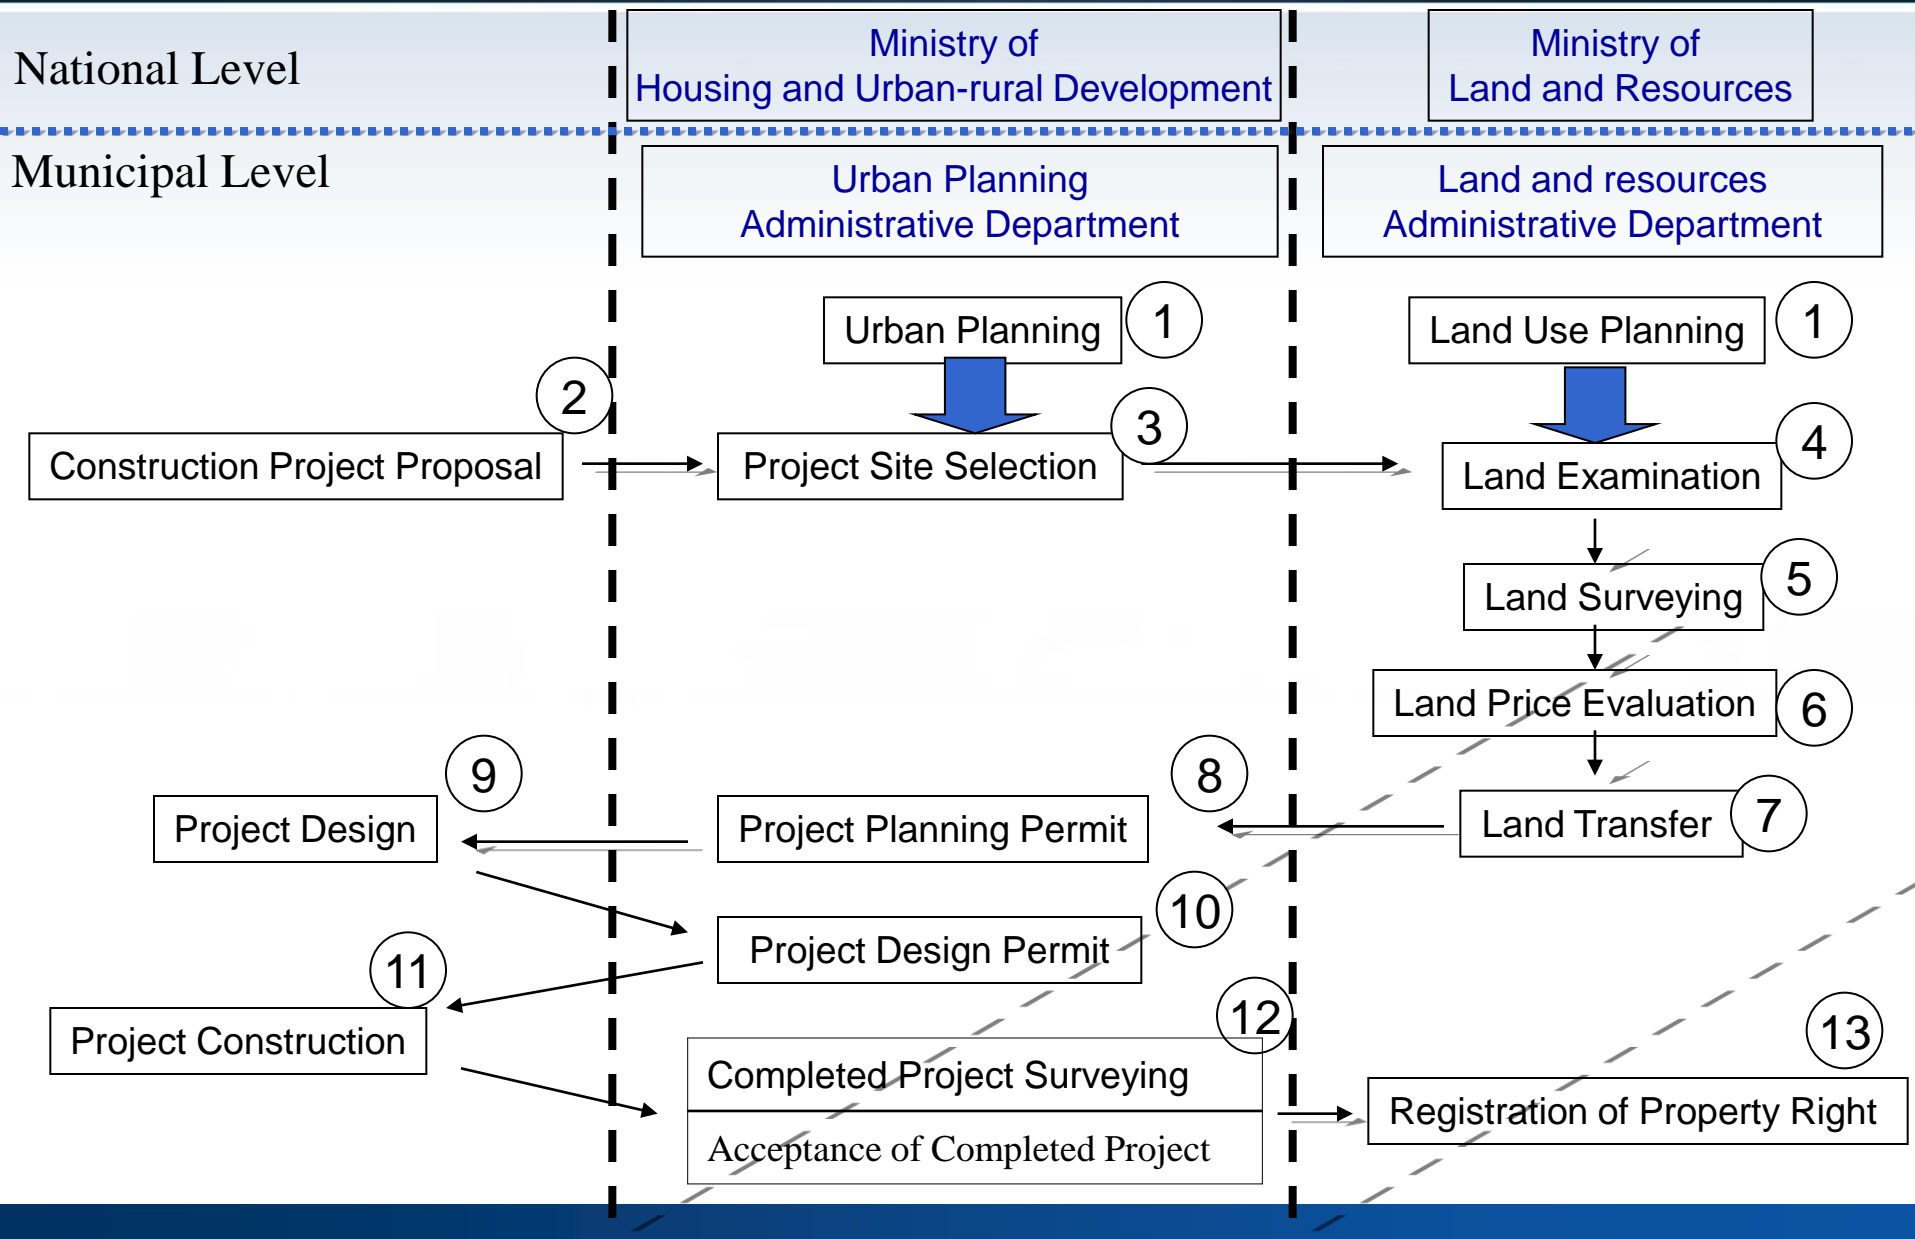 National Level
Ministry of
Housing and Urban-rural Development
Ministry of
Land and Resources
Municipal Level
Urban Planning
Administrative Department
Land and resources
Administrative Department
Urban Planning
1
Land Use Planning
1
2
Construction Project Proposal
3
Project Site Selection
4
Land Examination
5
Land Surveying
6
Land Price Evaluation
7
Land Transfer
8
Project Planning Permit
9
Project Design
10
Project Design Permit
11
Project Construction
12
Completed Project Surveying
Acceptance of Completed Project
13
Registration of Property Right